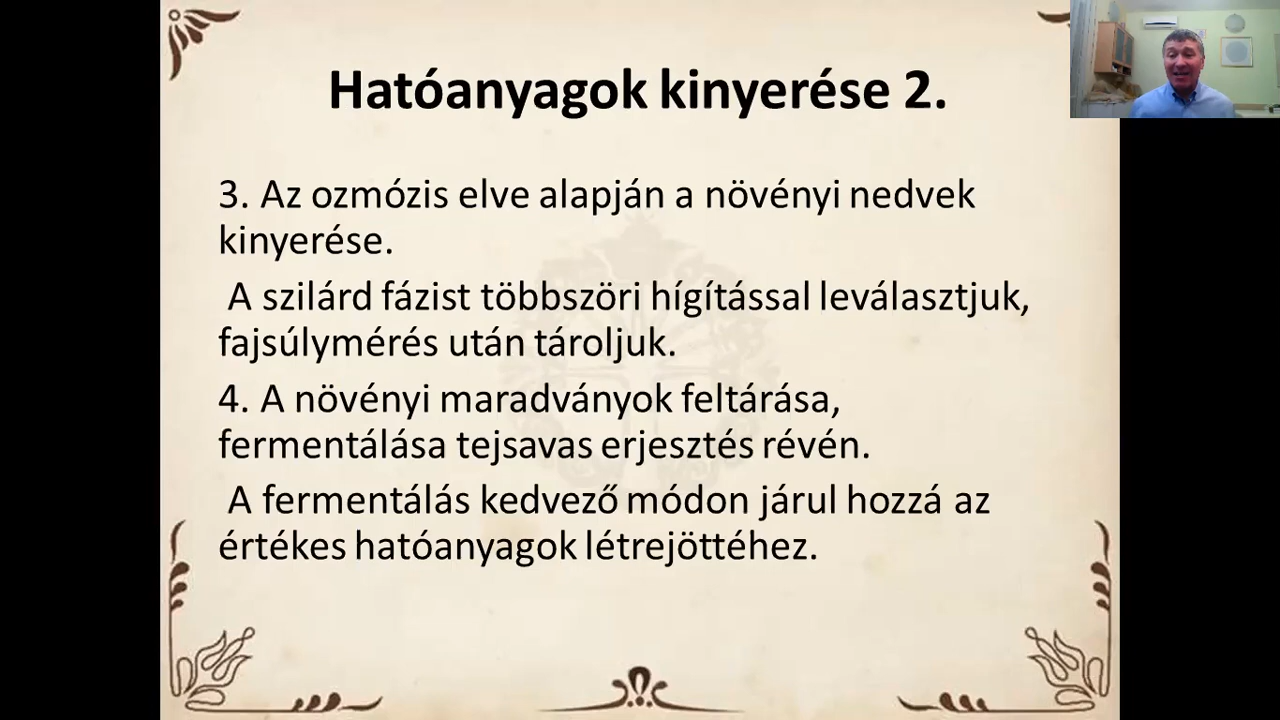 Hatóanyagok kinyerése 2.
3. Az ozmózis elve alapján a növényi nedvek
kinyerése.
A szilárd fázist többszöri hígítással leválasztjuk,
fajsúlymérés után tároljuk.
4. A növényi maradványok feltárása,
fermentálása tejsavas erjesztés révén.
A fermentálás kedvező módon járul hozzá az
értékes hatóanyagok létrejöttéhez.